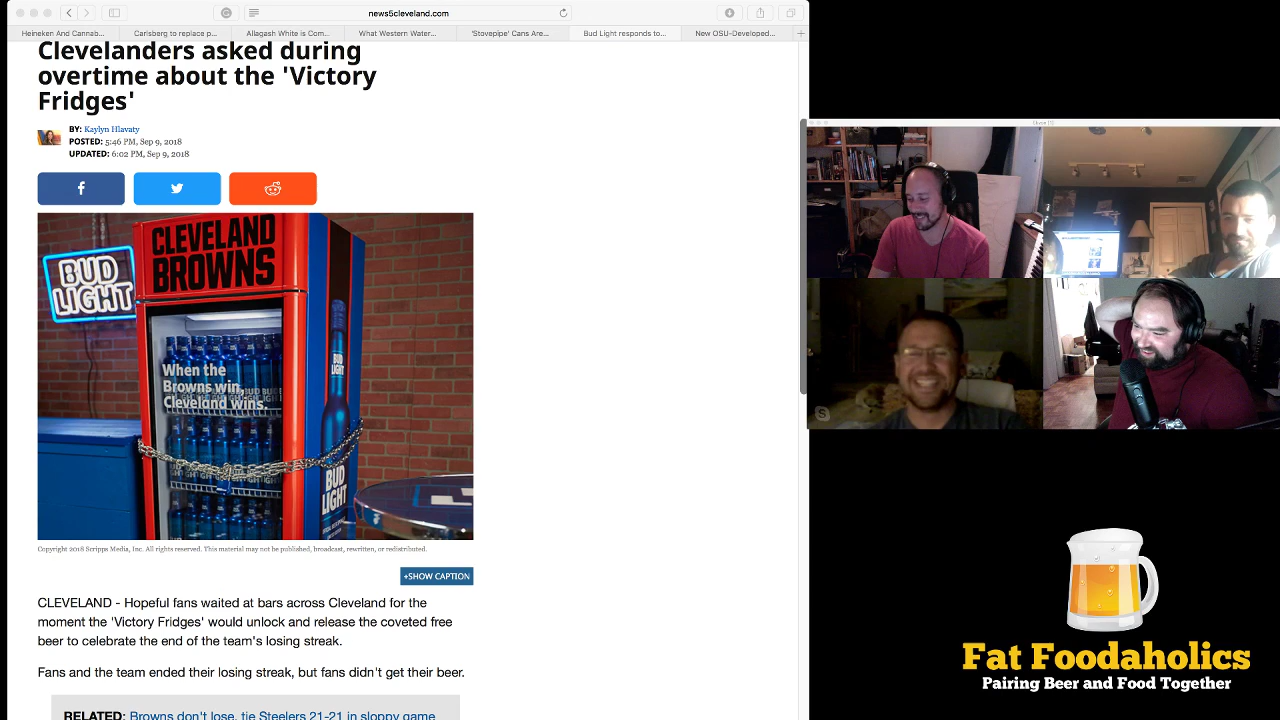 news5cleveland.com
Heineken And Cannab...
Carlsberg to replace p...
Allagash White is Com...
What Western Water...
'Stovepipe' Cans Are...
Bud Light responds to...
New OSU-Developed...
Clevelanders asked during
overtime about the 'Victory
Fridges'
BY: Kaylyn Hlavaty
POSTED: 5:46 PM, Sep 9, 2018
UPDATED: 6:02 PM, Sep 9, 2018
CLEVELAND
BROWNS
BUD
LIGHT
When the
Browns win,
Cleveland wins.
BUD
LIGHT
BUD
LIGHT
Copyright 2018 Scripps Media, Inc. All rights reserved. This material may not be published, broadcast, rewritten, or redistributed.
+SHOW CAPTION
CLEVELAND - Hopeful fans waited at bars across Cleveland for the
moment the 'Victory Fridges' would unlock and release the coveted free
beer to celebrate the end of the team's losing streak.
Fans and the team ended their losing streak, but fans didn't get their beer.
RELATED: Browns don't lose, tie Steelers 21-21 in sloppy game
Fat Foodaholics
Pairing Beer and Food Together